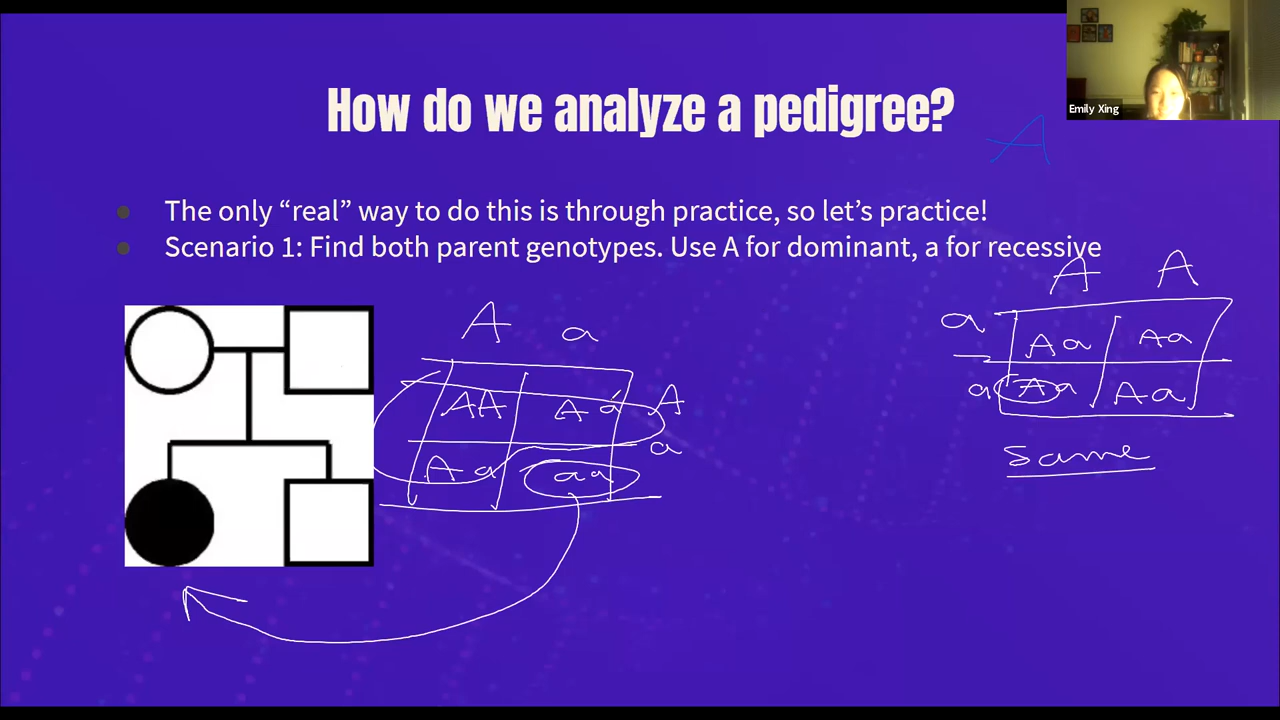 How do we analyze a pedigree?
Emily Xing
A
The only “real” way to do this is through practice, so let’s practice!
Scenario 1: Find both parent genotypes. Use A for dominant, a for recessive
A a
AA Aa A
Aa aa a
A A
a Aa Aa
a Aa Aa
same